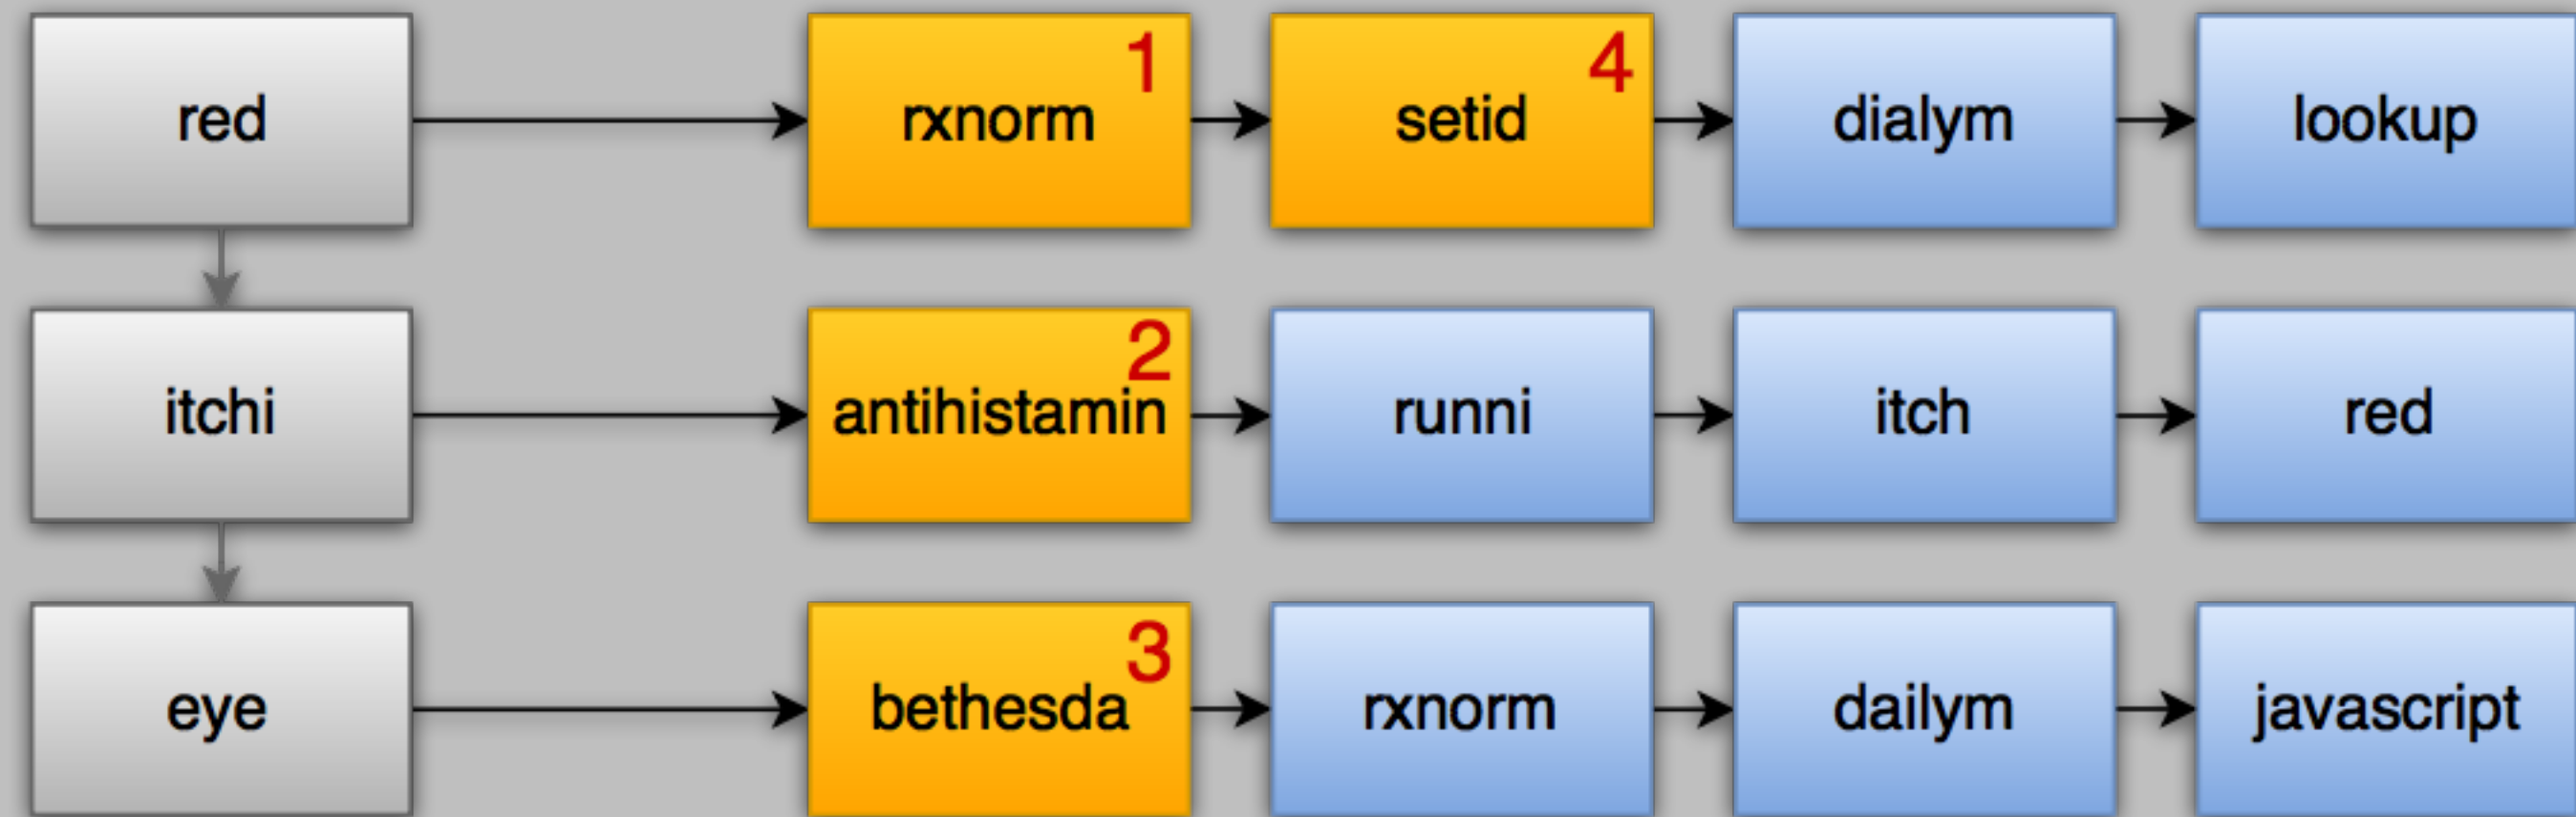 red
rxnorm 1
setid 4
dialym
lookup
itchi
antihistamin 2
runni
itch
red
eye
bethesda 3
rxnorm
dailym
javascript